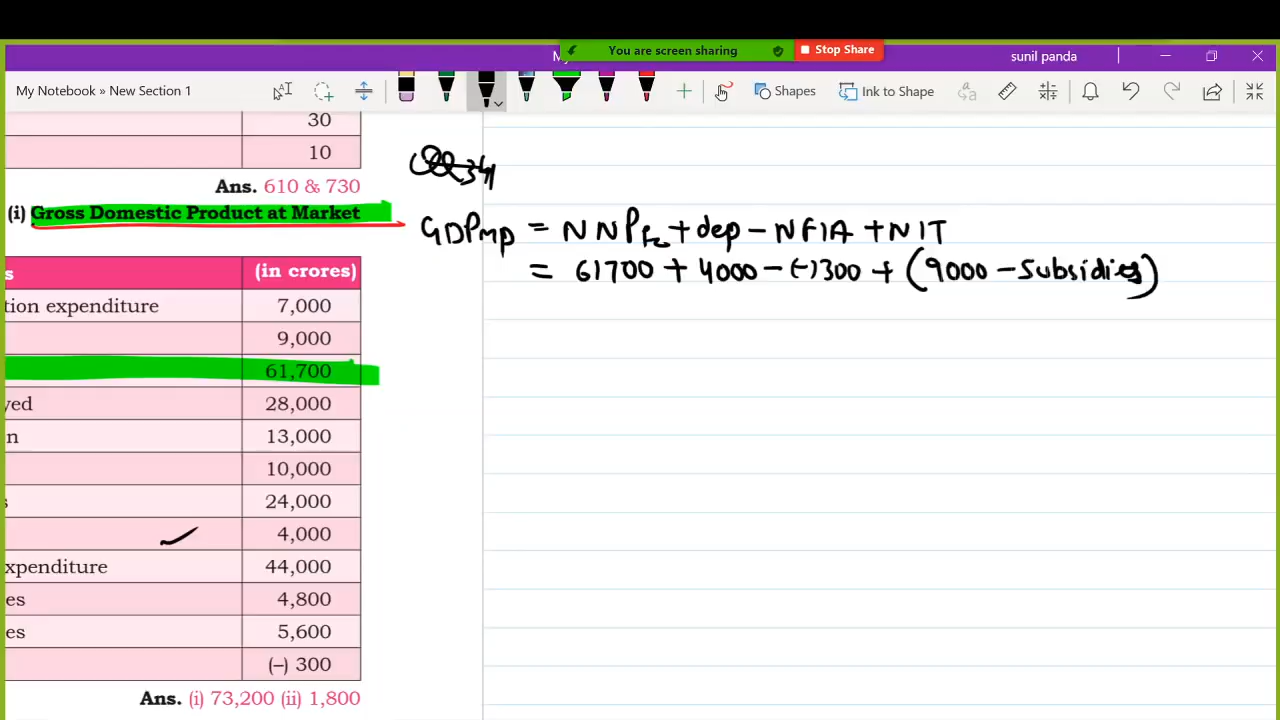 You are screen sharing
Stop Share
My
sunil panda
My Notebook » New Section 1
Shapes
Ink to Share
30
10
Ans. 610 & 730
(i) Gross Domestic Product at Market
s (in crores)
tion expenditure 7,000
9,000
61,700
yed 28,000
n 13,000
10,000
s 24,000
4,000
xpenditure 44,000
es 4,800
es 5,600
(–) 300
Ans. (i) 73,200 (ii) 1,800
GDPMP = NNPFC + dep – NFIA + NIT
= 61700 + 4000 – (–) 300 + (9000 – Subsidies)